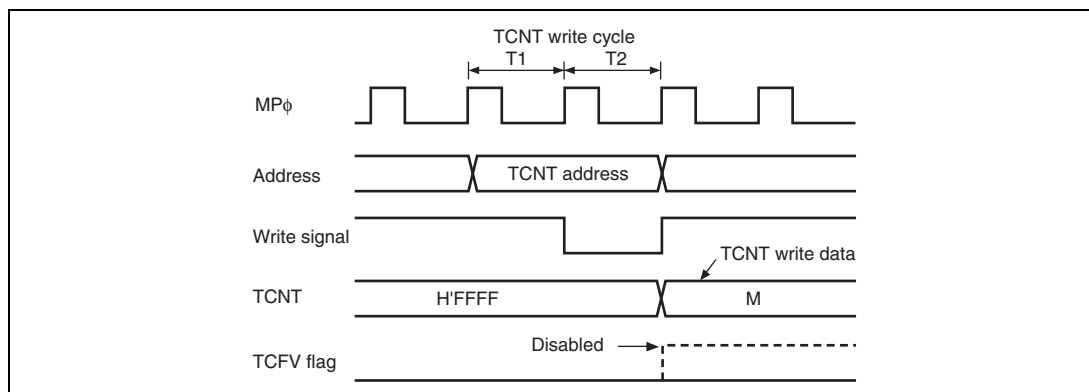 TCNT write cycle
T1 T2
MPϕ
Address TCNT address
Write signal
TCNT write data
TCNT H'FFFF M
Disabled
TCFV flag